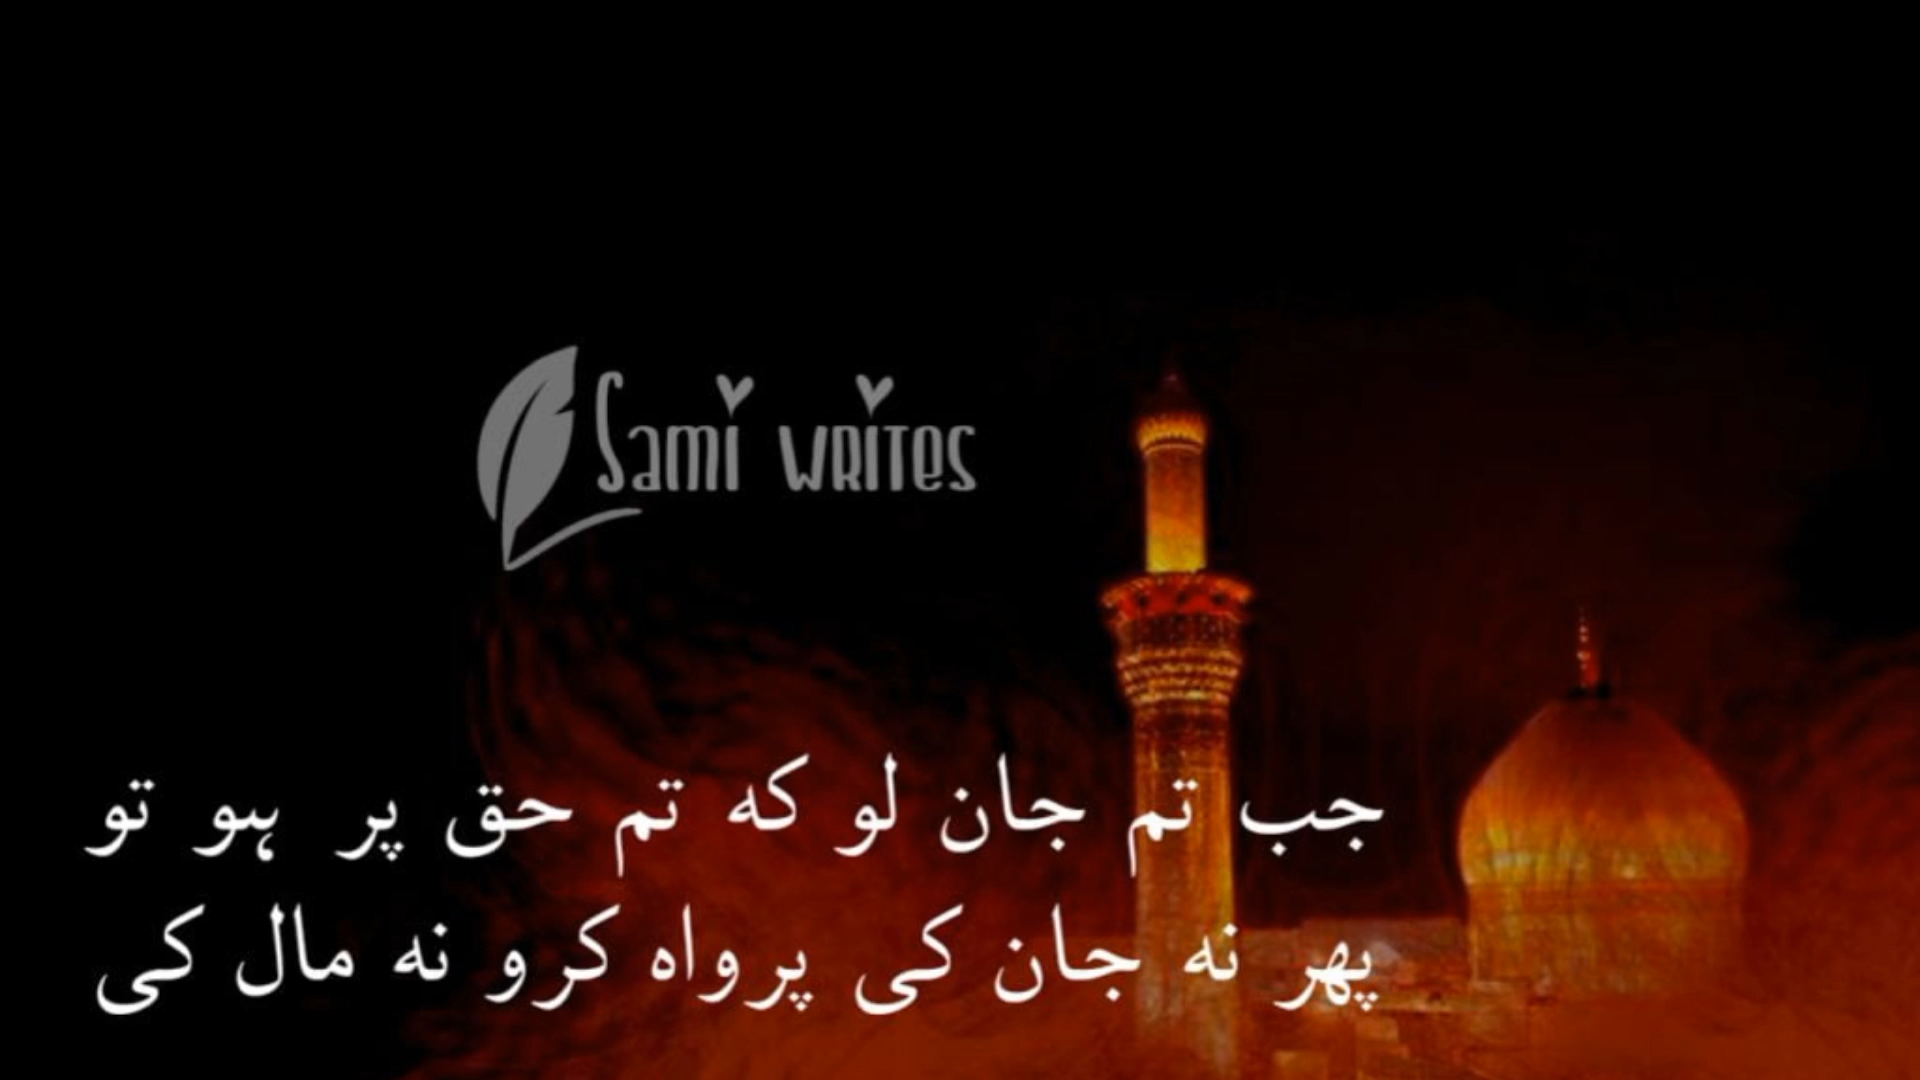 Sami writes
جب تم جان لو کہ تم حق پر ہو تو
پھر نہ جان کی پرواہ کرو نہ مال کی